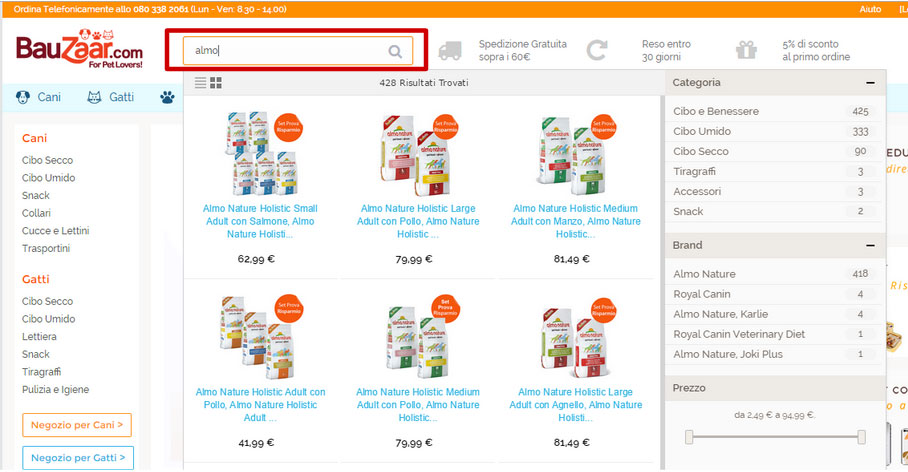 Ordina Telefonicamente allo 080 338 2061 (Lun - Ven: 8,30 - 14.00)
Aiuto
BauZaar.com
For Pet Lovers!
almo
Spedizione Gratuita
sopra i 60€
Reso entro
30 giorni
5% di sconto
al primo ordine
Cani
Gatti
428 Risultati Trovati
Cani
Cibo Secco
Cibo Umido
Snack
Collari
Cucce e Lettini
Trasportini
Gatti
Cibo Secco
Cibo Umido
Lettiera
Snack
Tiragraffi
Pulizia e Igiene
Negozio per Cani >
Negozio per Gatti >
Set Prova
Risparmio
Almo Nature Holistic Small
Adult con Salmone, Almo
Nature Holisti...
62,99 €
Set Prova
Risparmio
almo nature
Almo Nature Holistic Large
Adult con Pollo, Almo Nature
Holistic ...
79,99 €
Set Prova
Risparmio
almo nature
Almo Nature Holistic Medium
Adult con Manzo, Almo Nature
Holistic...
81,49 €
Set Prova
Risparmio
Almo Nature Holistic Adult con
Pollo, Almo Nature Holistic
Adult ...
41,99 €
Set
Prova
Risparmio
almo nature
Almo Nature Holistic Medium
Adult con Pollo, Almo Nature
Holistic...
79,99 €
Set Prova
Risparmio
almo nature
Almo Nature Holistic Large
Adult con Agnello, Almo Nature
Holisti...
81,49 €
Categoria
Cibo e Benessere 425
Cibo Umido 333
Cibo Secco 90
Tiragraffi 3
Accessori 3
Snack 2
Brand
Almo Nature 418
Royal Canin 4
Almo Nature, Karlie 4
Royal Canin Veterinary Diet 1
Almo Nature, Joki Plus 1
Prezzo
da 2,49 € a 94,99 €.